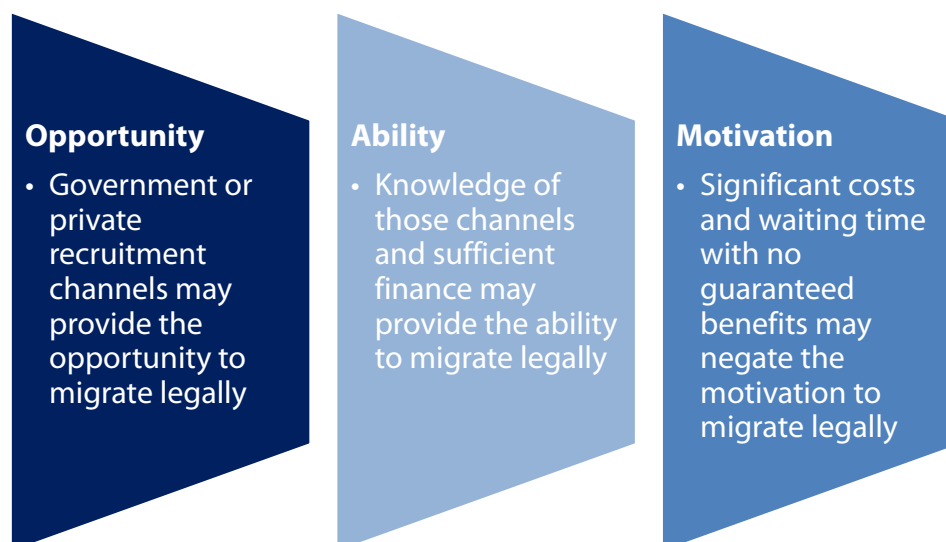 Opportunity
• Government or
private
recruitment
channels may
provide the
opportunity to
migrate legally
Ability
• Knowledge of
those channels
and sufficient
finance may
provide the ability
to migrate legally
Motivation
• Significant costs
and waiting time
with no
guaranteed
benefits may
negate the
motivation to
migrate legally